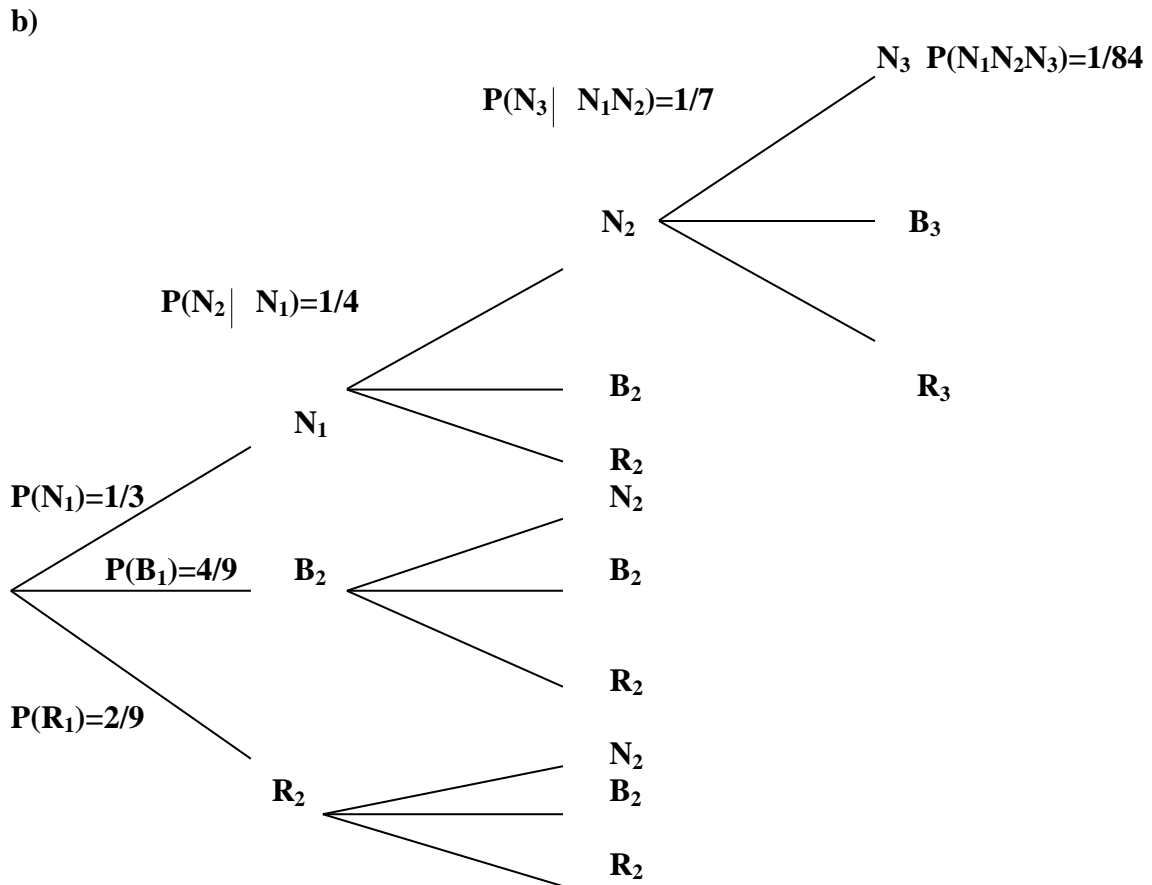 b)
N₃ P(N₁N₂N₃)=1/84
P(N₃| N₁N₂)=1/7
N₂ B₃
P(N₂| N₁)=1/4
B₂ R₃
N₁
R₂
P(N₁)=1/3 N₂
P(B₁)=4/9 B₂ B₂
R₂
P(R₁)=2/9
N₂
R₂ B₂
R₂